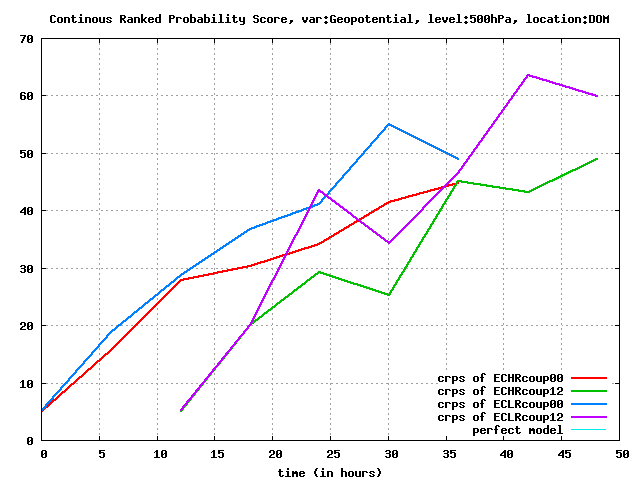 Continous Ranked Probability Score, var:Geopotential, level:500hPa, location:DOM
70
60
50
40
30
20
10
0
crps of ECHRcoup00
crps of ECHRcoup12
crps of ECLRcoup00
crps of ECLRcoup12
perfect model
0 5 10 15 20 25 30 35 40 45 50
time (in hours)